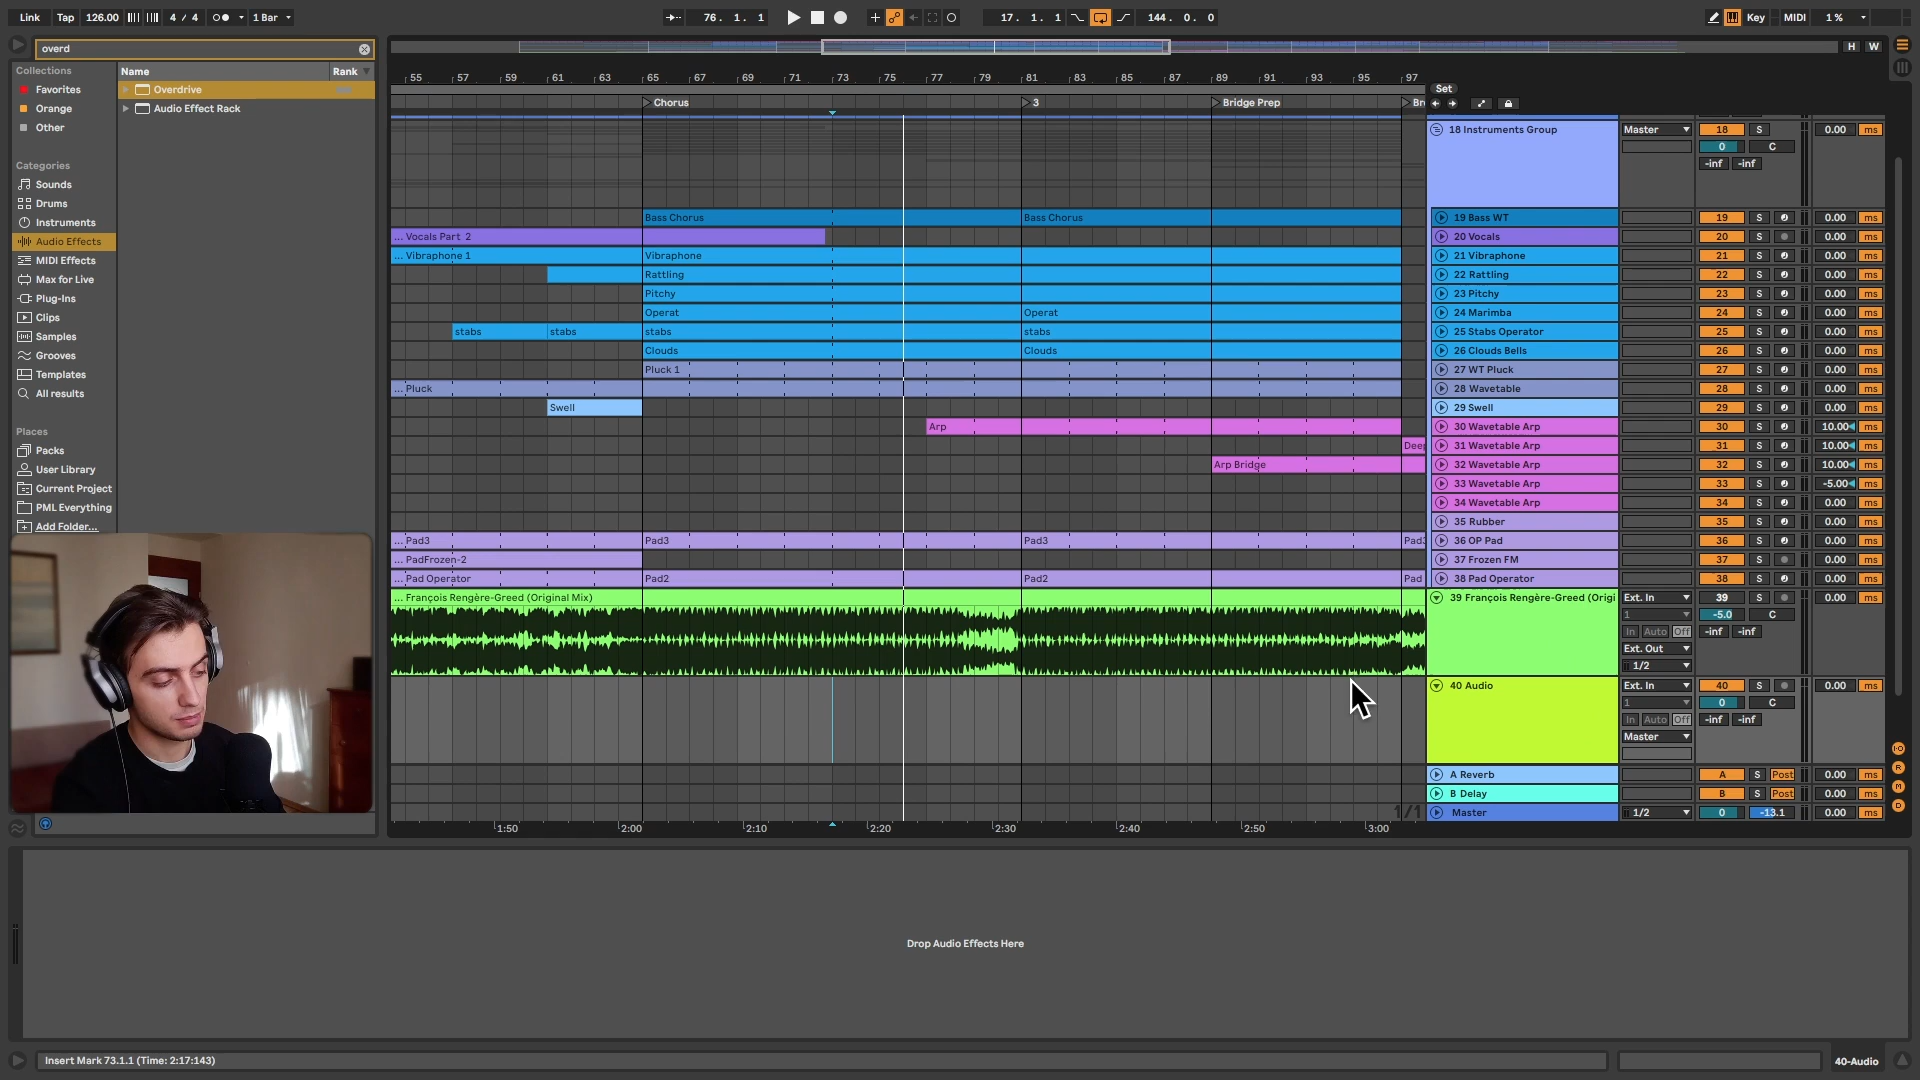 Link Tap 126.00 4 / 4 1 Bar 76. 1. 1 17. 1. 1 144. 0. 0 Key MIDI 1 %
overd
H W
Collections
Favorites
Orange
Other
Categories
Sounds
Drums
Instruments
Audio Effects
MIDI Effects
Max for Live
Plug-Ins
Clips
Samples
Grooves
Templates
All results
Places
Packs
User Library
Current Project
PML Everything
Add Folder...
Name Rank
Overdrive
Audio Effect Rack
55 57 59 61 63 65 67 69 71 73 75 77 79 81 83 85 87 89 91 93 95 97
Set
Chorus 3 Bridge Prep
18 Instruments Group Master 18 S 0.00 ms
0 C
-inf -inf
Bass Chorus Bass Chorus 19 Bass WT 19 S 0.00 ms
... Vocals Part 2 20 Vocals 20 S 0.00 ms
... Vibraphone 1 Vibraphone 21 Vibraphone 21 S 0.00 ms
Rattling 22 Rattling 22 S 0.00 ms
Pitchy 23 Pitchy 23 S 0.00 ms
Operat Operat 24 Marimba 24 S 0.00 ms
stabs stabs stabs stabs 25 Stabs Operator 25 S 0.00 ms
Clouds Clouds 26 Clouds Bells 26 S 0.00 ms
Pluck 1 27 WT Pluck 27 S 0.00 ms
... Pluck 28 Wavetable 28 S 0.00 ms
Swell 29 Swell 29 S 0.00 ms
Arp 30 Wavetable Arp 30 S 10.00 ms
Deep 31 Wavetable Arp 31 S 10.00 ms
Arp Bridge 32 Wavetable Arp 32 S 10.00 ms
33 Wavetable Arp 33 S -5.00 ms
34 Wavetable Arp 34 S 0.00 ms
35 Rubber 35 S 0.00 ms
... Pad3 Pad3 Pad3 Pad3 36 OP Pad 36 S 0.00 ms
... PadFrozen-2 37 Frozen FM 37 S 0.00 ms
... Pad Operator Pad2 Pad2 Pad 38 Pad Operator 38 S 0.00 ms
... François Rengère-Greed (Original Mix) 39 François Rengère-Greed (Origi Ext. In 39 S 0.00 ms
1 -5.0 C
In Auto Off -inf -inf
Ext. Out
1/2
40 Audio Ext. In 40 S 0.00 ms
1 0 C
In Auto Off -inf -inf
Master
A Reverb A S Post 0.00 ms
B Delay B S Post 0.00 ms
1/1 Master 1/2 0 -13.1 0.00 ms
1:50 2:00 2:10 2:20 2:30 2:40 2:50 3:00
Drop Audio Effects Here
Insert Mark 73.1.1 (Time: 2:17:143) 40-Audio